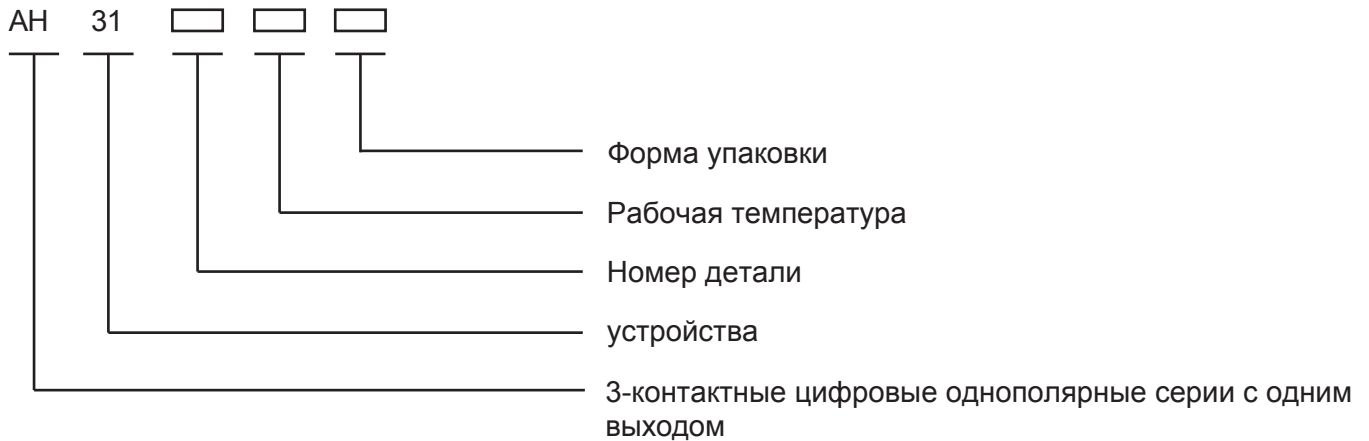 AH 31
Форма упаковки
Рабочая температура
Номер детали
устройства
3-контактные цифровые однополярные серии с одним
выходом